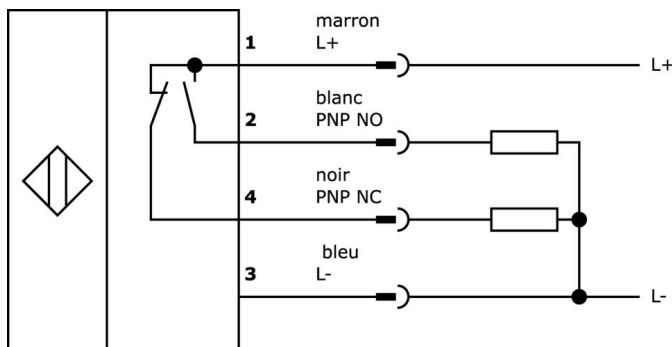 marron
1 L+
L+
blanc
2 PNP NO
noir
4 PNP NC
bleu
3 L-
L-